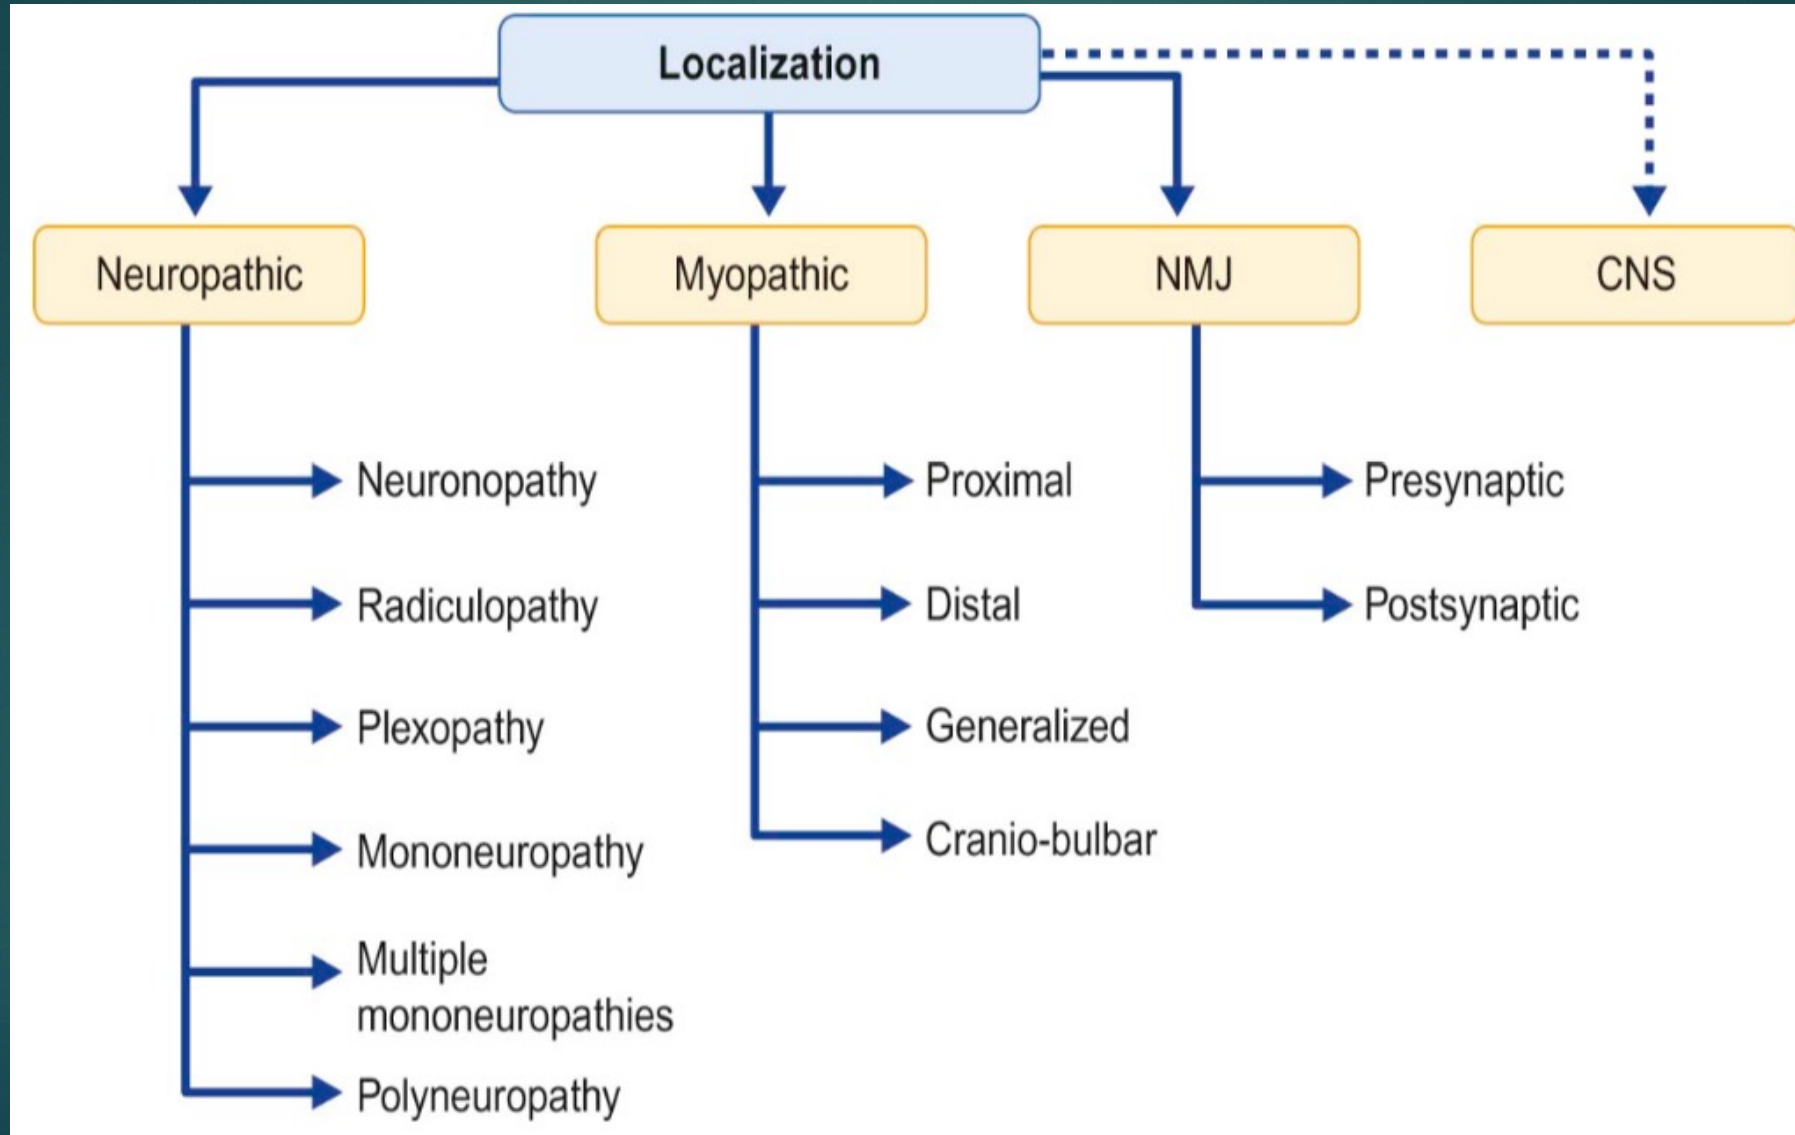 Localization
Neuropathic
Myopathic
NMJ
CNS
Neuronopathy
Radiculopathy
Plexopathy
Mononeuropathy
Multiple
mononeuropathies
Polyneuropathy
Proximal
Distal
Generalized
Cranio-bulbar
Presynaptic
Postsynaptic